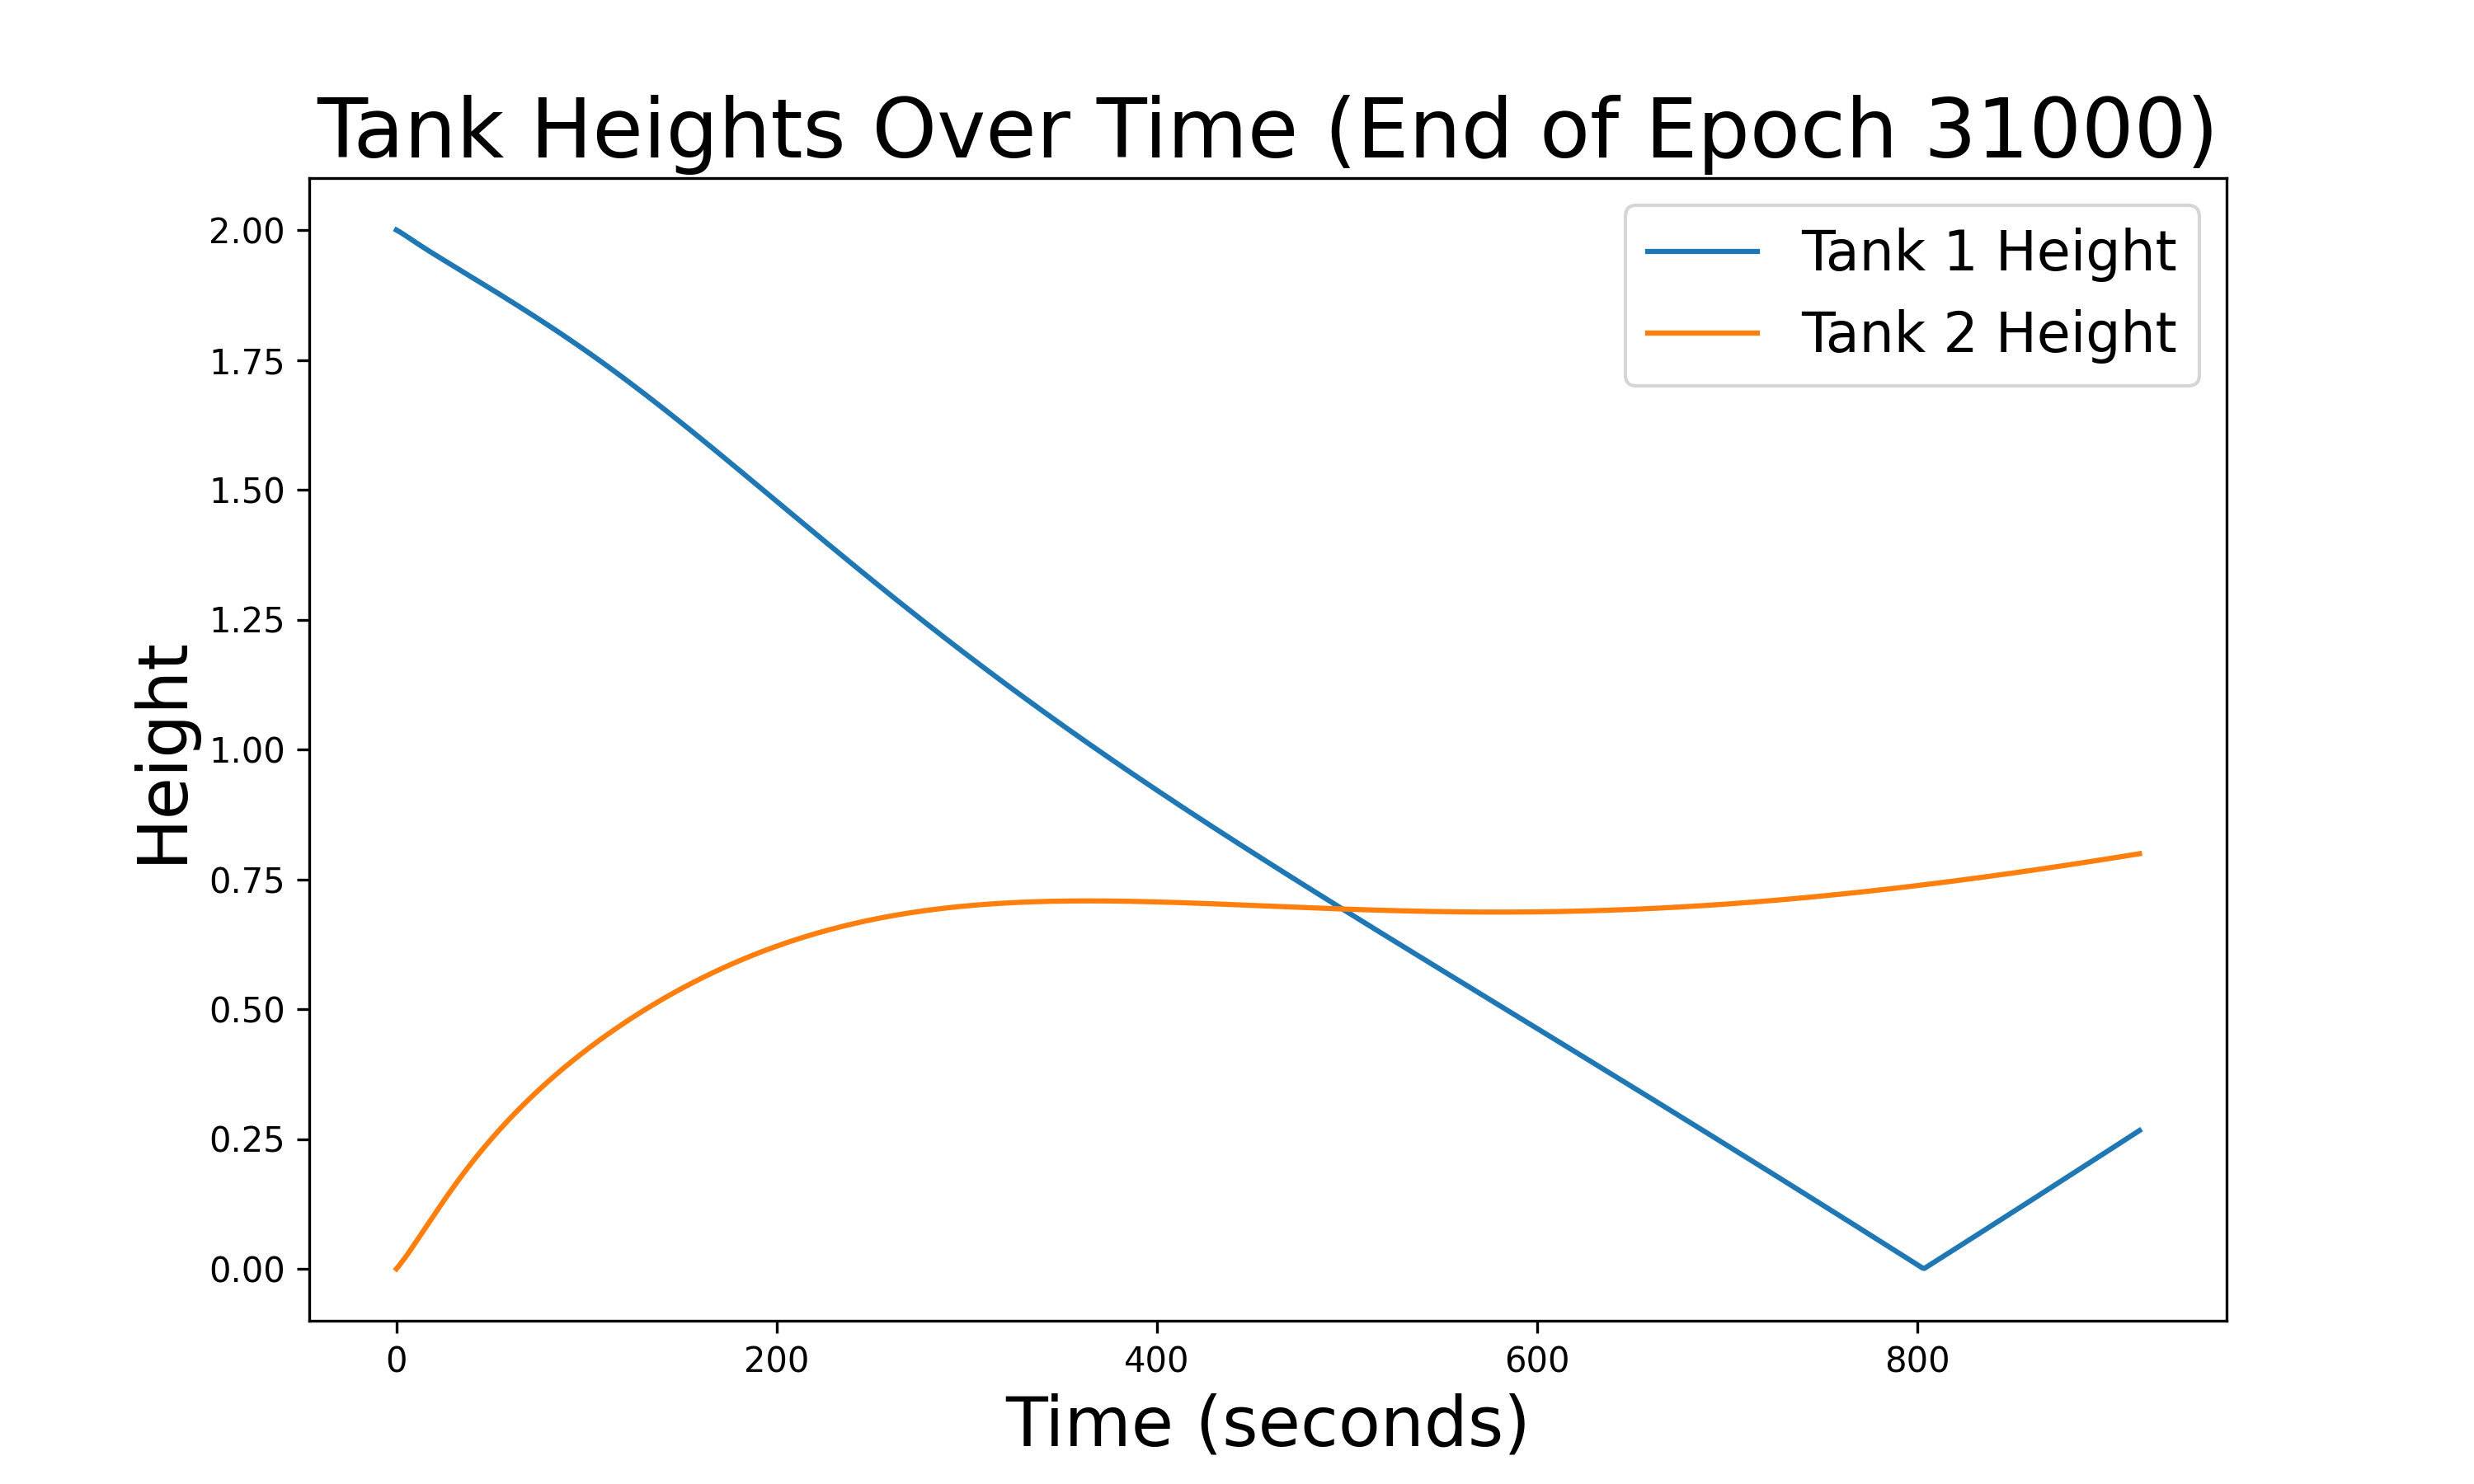 Tank Heights Over Time (End of Epoch 31000)
Tank 1 Height
Tank 2 Height
Height
2.00
1.75
1.50
1.25
1.00
0.75
0.50
0.25
0.00
0 200 400 600 800
Time (seconds)